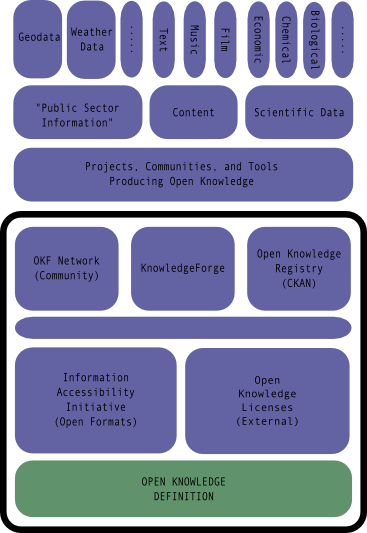 Geodata
Weather
Data
.....
Text
Music
Film
Economic
Chemical
Biological
.....
"Public Sector
Information"
Content
Scientific Data
Projects, Communities, and Tools
Producing Open Knowledge
OKF Network
(Community)
KnowledgeForge
Open Knowledge
Registry
(CKAN)
Information
Accessibility
Initiative
(Open Formats)
Open
Knowledge
Licenses
(External)
OPEN KNOWLEDGE
DEFINITION